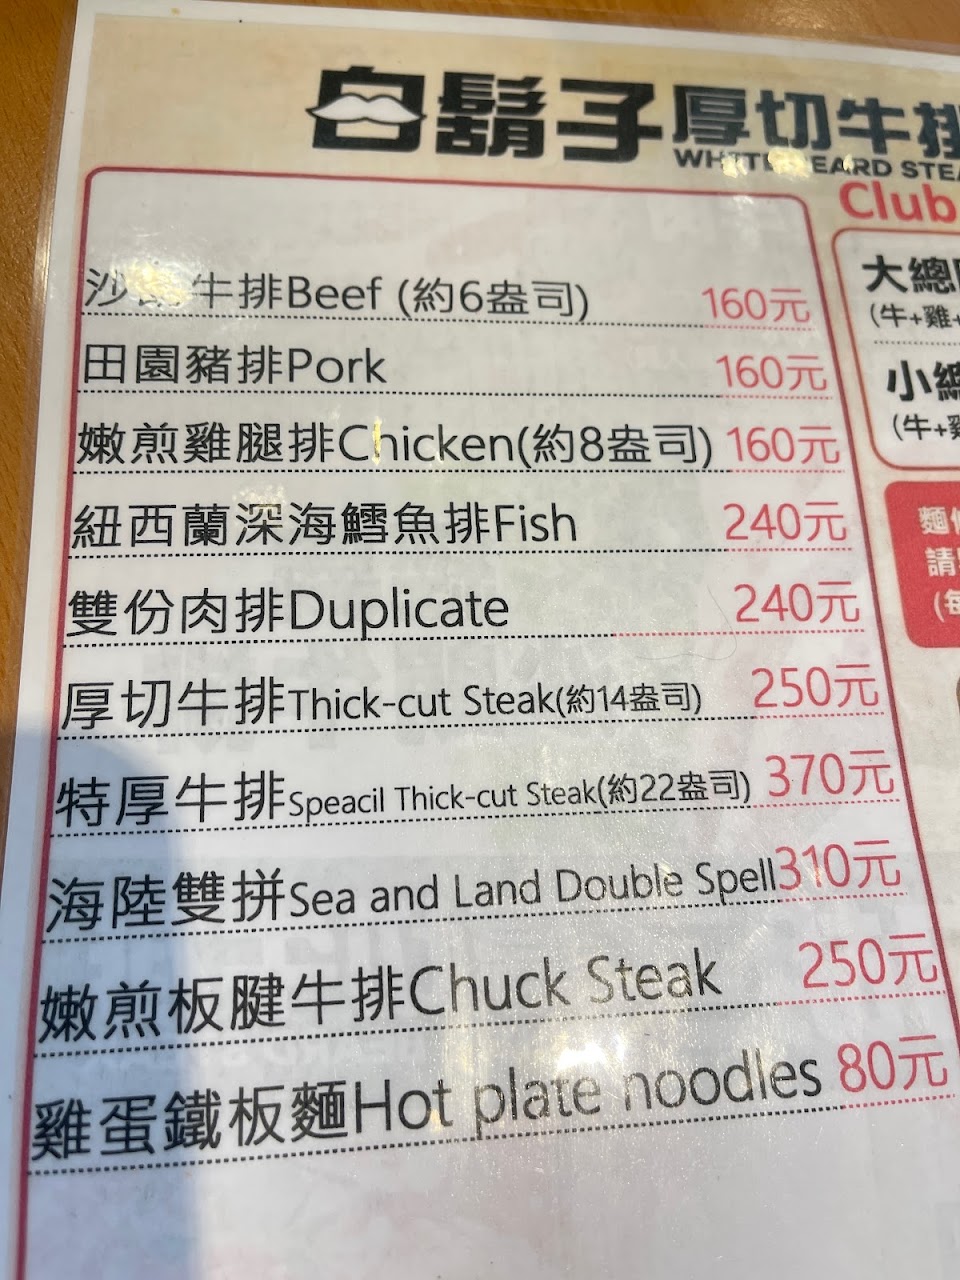 白鬍子厚切牛排
WHITE BEARD STEA
Club
沙朗牛排Beef (約6盎司) 160元
田園豬排Pork 160元
嫩煎雞腿排Chicken(約8盎司) 160元
紐西蘭深海鱈魚排Fish 240元
雙份肉排Duplicate 240元
厚切牛排Thick-cut Steak(約14盎司) 250元
特厚牛排Speacil Thick-cut Steak(約22盎司) 370元
海陸雙拼Sea and Land Double Spell 310元
嫩煎板腱牛排Chuck Steak 250元
雞蛋鐵板麵Hot plate noodles 80元
大總
(牛+雞+
小總
(牛+雞
麵
請
(每